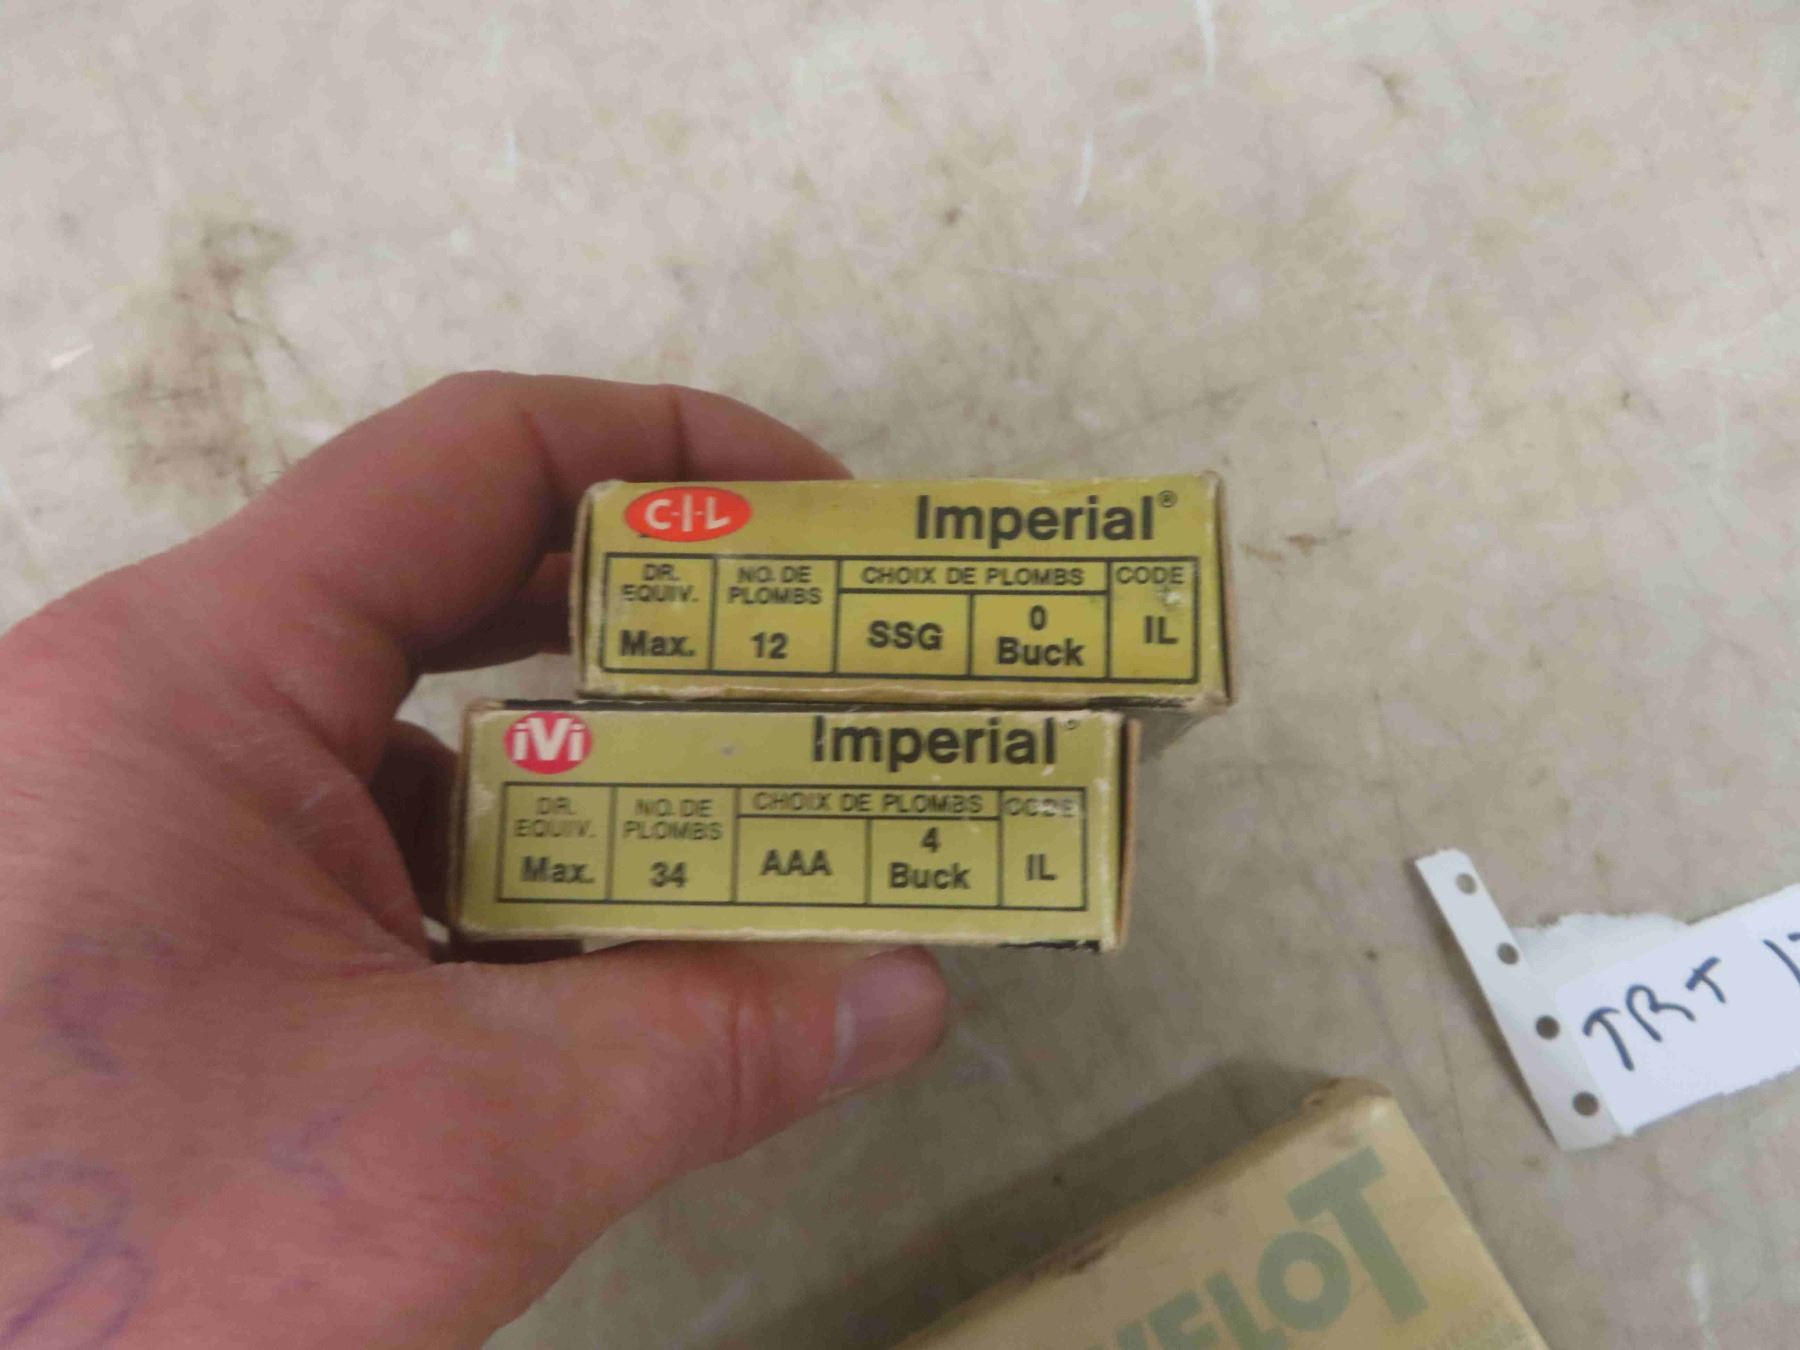 C-I-L Imperial®
DR. EQUIV. NO. DE PLOMBS CHOIX DE PLOMBS CODE
Max. 12 SSG 0 Buck IL
iVi Imperial®
DR. EQUIV. NO. DE PLOMBS CHOIX DE PLOMBS CODE
Max. 34 AAA 4 Buck IL
TRT